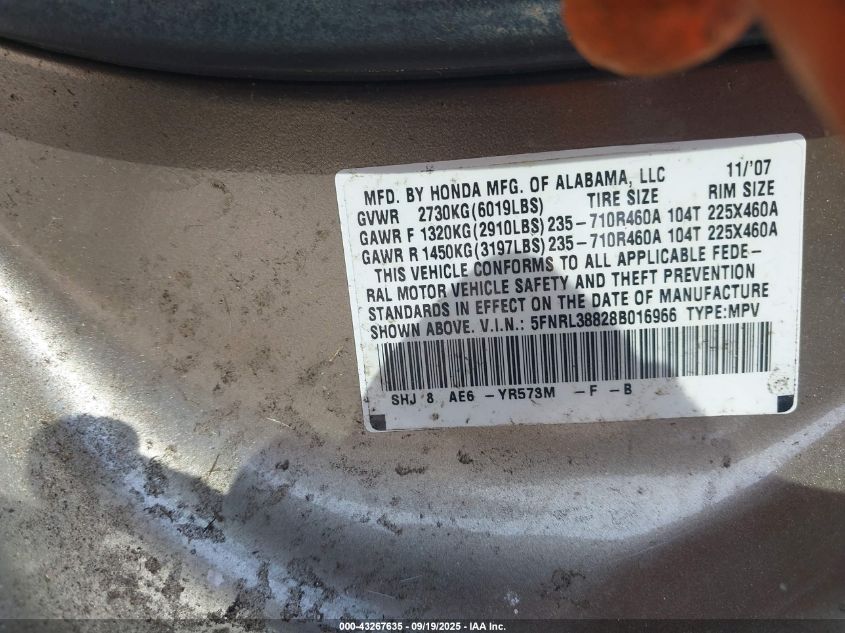 MFD. BY HONDA MFG. OF ALABAMA, LLC 11/'07
GVWR 2730KG(6019LBS) TIRE SIZE RIM SIZE
GAWR F 1320KG(2910LBS) 235-710R460A 104T 225X460A
GAWR R 1450KG(3197LBS) 235-710R460A 104T 225X460A
THIS VEHICLE CONFORMS TO ALL APPLICABLE FEDE-
RAL MOTOR VEHICLE SAFETY AND THEFT PREVENTION
STANDARDS IN EFFECT ON THE DATE OF MANUFACTURE
SHOWN ABOVE. V.I.N.: 5FNRL38828B016966 TYPE:MPV
SHJ 8 AE6 -YR573M -F -B
000-43267635 - 09/19/2025 - IAA Inc.